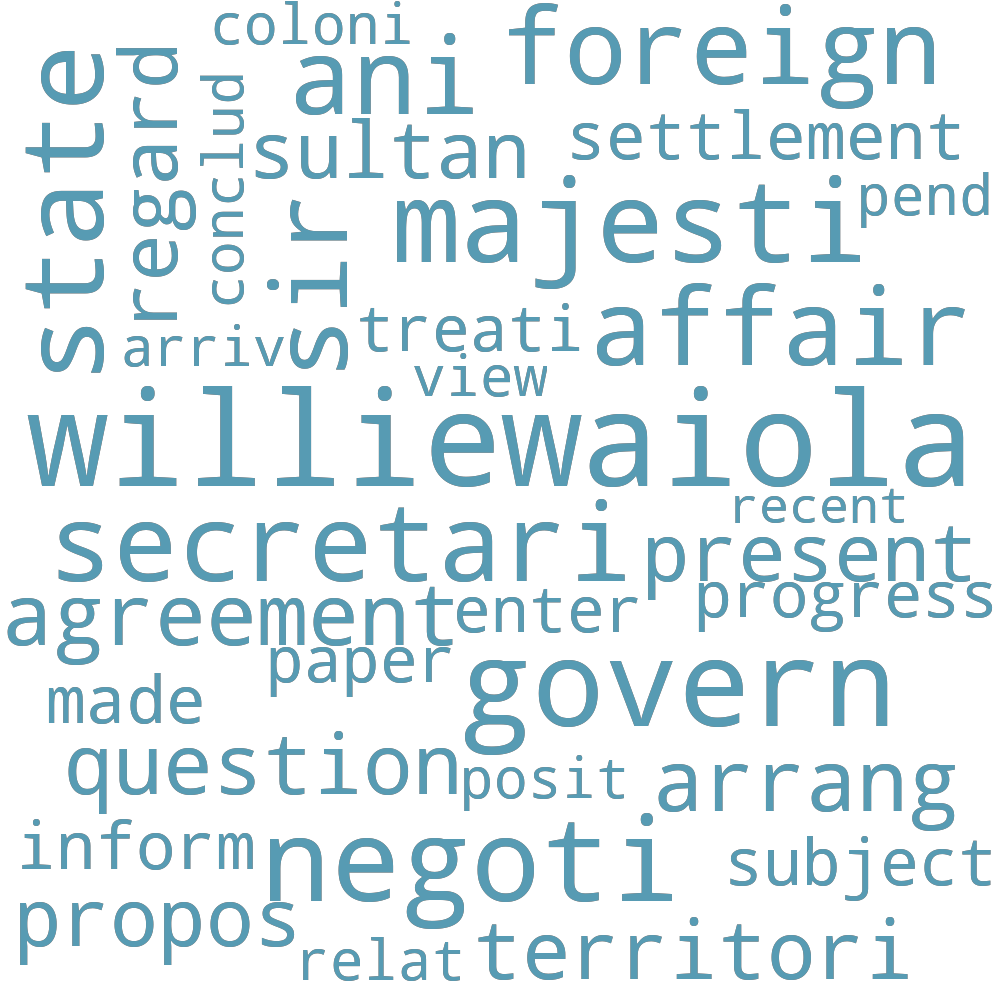 coloni
foreign
ani
state
regard
conclud
sultan
settlement
majesti
pend
sir
affair
treati
arriv
view
williewaiola
recent
secretari
present
progress
agreement
enter
paper
govern
made
question
posit
arrang
inform
negoti
subject
propos
relat
territori